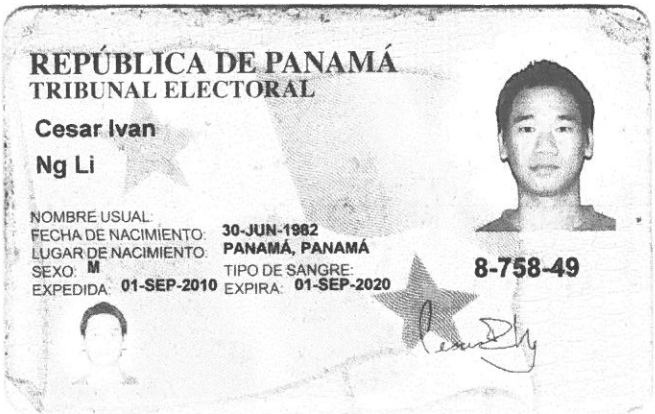 REPÚBLICA DE PANAMÁ
TRIBUNAL ELECTORAL
Cesar Ivan
Ng Li
NOMBRE USUAL:
FECHA DE NACIMIENTO: 30-JUN-1982
LUGAR DE NACIMIENTO: PANAMÁ, PANAMÁ
SEXO: M TIPO DE SANGRE:
EXPEDIDA: 01-SEP-2010 EXPIRA: 01-SEP-2020
8-758-49